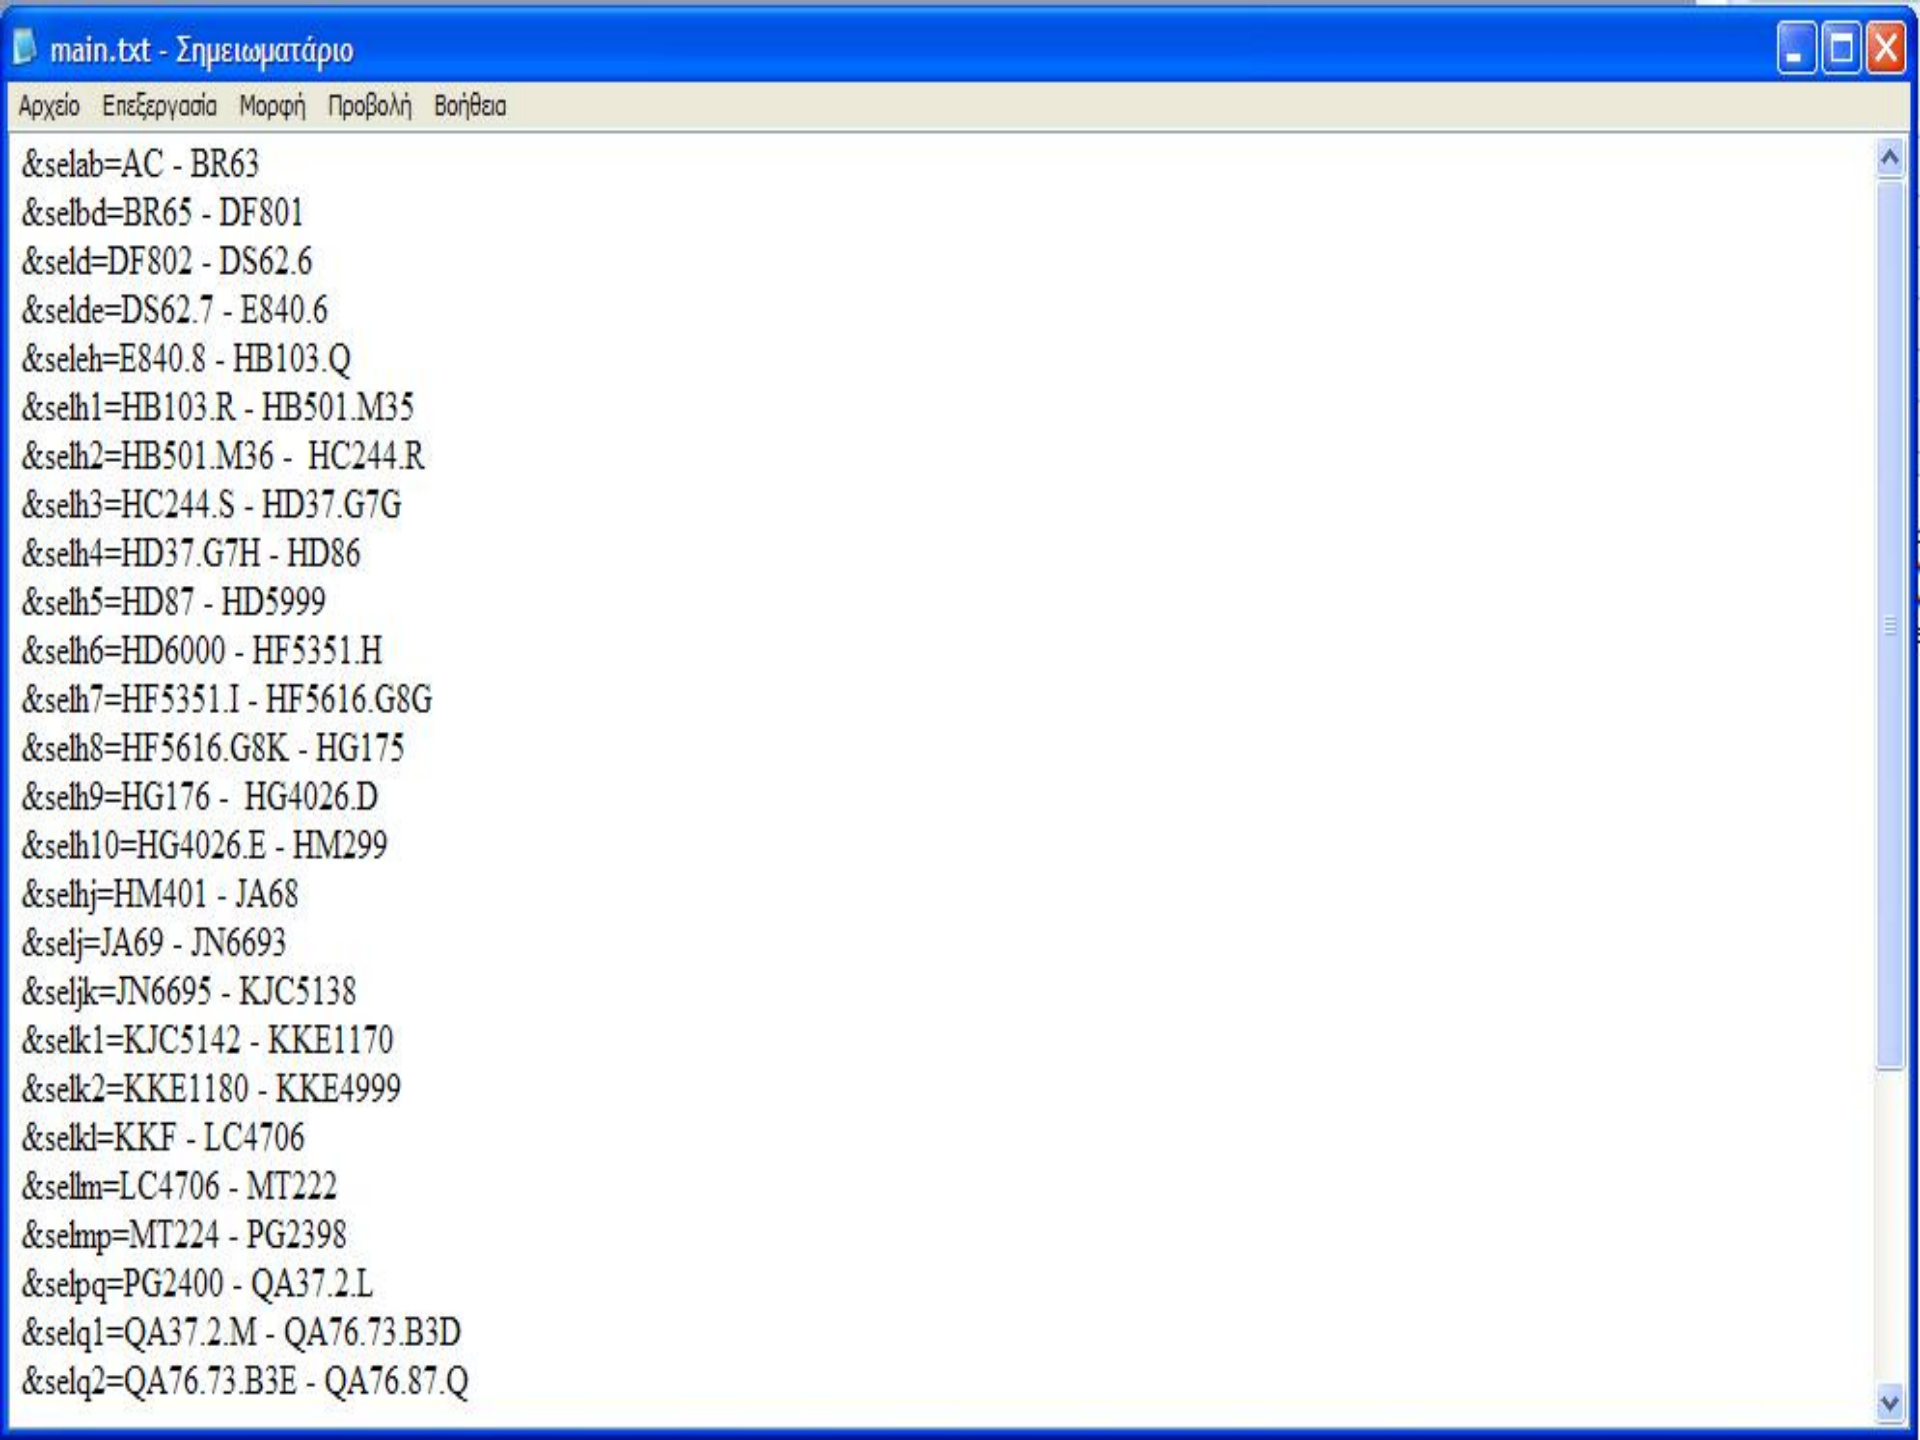 main.txt - Σημειωματάριο
Αρχείο Επεξεργασία Μορφή Προβολή Βοήθεια
&selab=AC - BR63
&selbd=BR65 - DF801
&seld=DF802 - DS62.6
&selde=DS62.7 - E840.6
&seleh=E840.8 - HB103.Q
&selh1=HB103.R - HB501.M35
&selh2=HB501.M36 -  HC244.R
&selh3=HC244.S - HD37.G7G
&selh4=HD37.G7H - HD86
&selh5=HD87 - HD5999
&selh6=HD6000 - HF5351.H
&selh7=HF5351.I - HF5616.G8G
&selh8=HF5616.G8K - HG175
&selh9=HG176 -  HG4026.D
&selh10=HG4026.E - HM299
&selhj=HM401 - JA68
&selj=JA69 - JN6693
&seljk=JN6695 - KJC5138
&selk1=KJC5142 - KKE1170
&selk2=KKE1180 - KKE4999
&selkl=KKF - LC4706
&sellm=LC4706 - MT222
&selmp=MT224 - PG2398
&selpq=PG2400 - QA37.2.L
&selq1=QA37.2.M - QA76.73.B3D
&selq2=QA76.73.B3E - QA76.87.Q